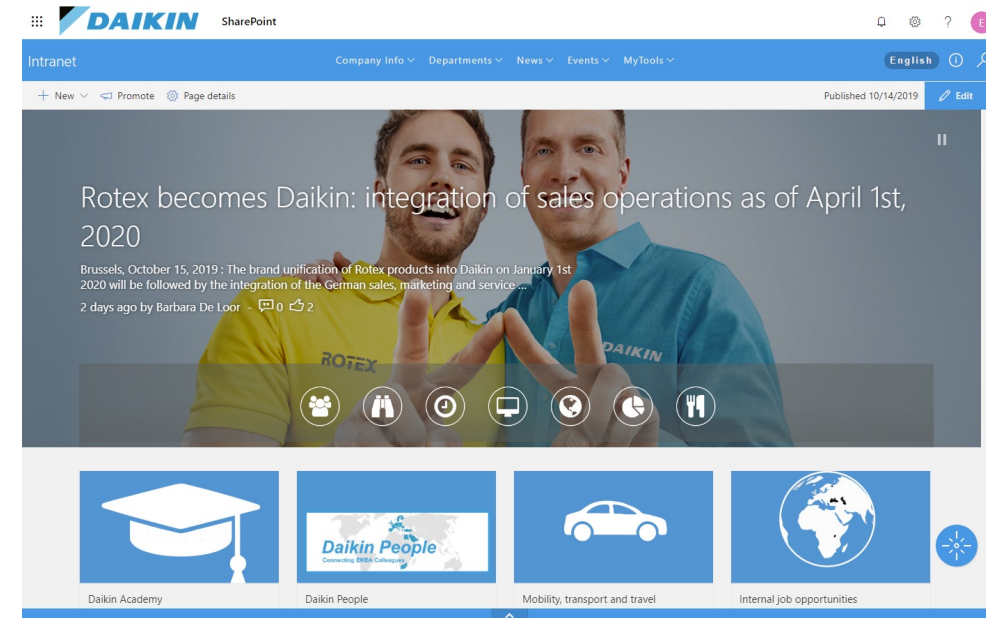 DAIKIN SharePoint
? E
Intranet Company Info Departments News Events MyTools English
New Promote Page details Published 10/14/2019 Edit
Rotex becomes Daikin: integration of sales operations as of April 1st,
2020
Brussels, October 15, 2019 : The brand unification of Rotex products into Daikin on January 1st
2020 will be followed by the integration of the German sales, marketing and service ...
2 days ago by Barbara De Loor - 0 2
ROTEX DAIKIN
Daikin People
Connecting EMEA Colleagues
Daikin Academy Daikin People Mobility, transport and travel Internal job opportunities